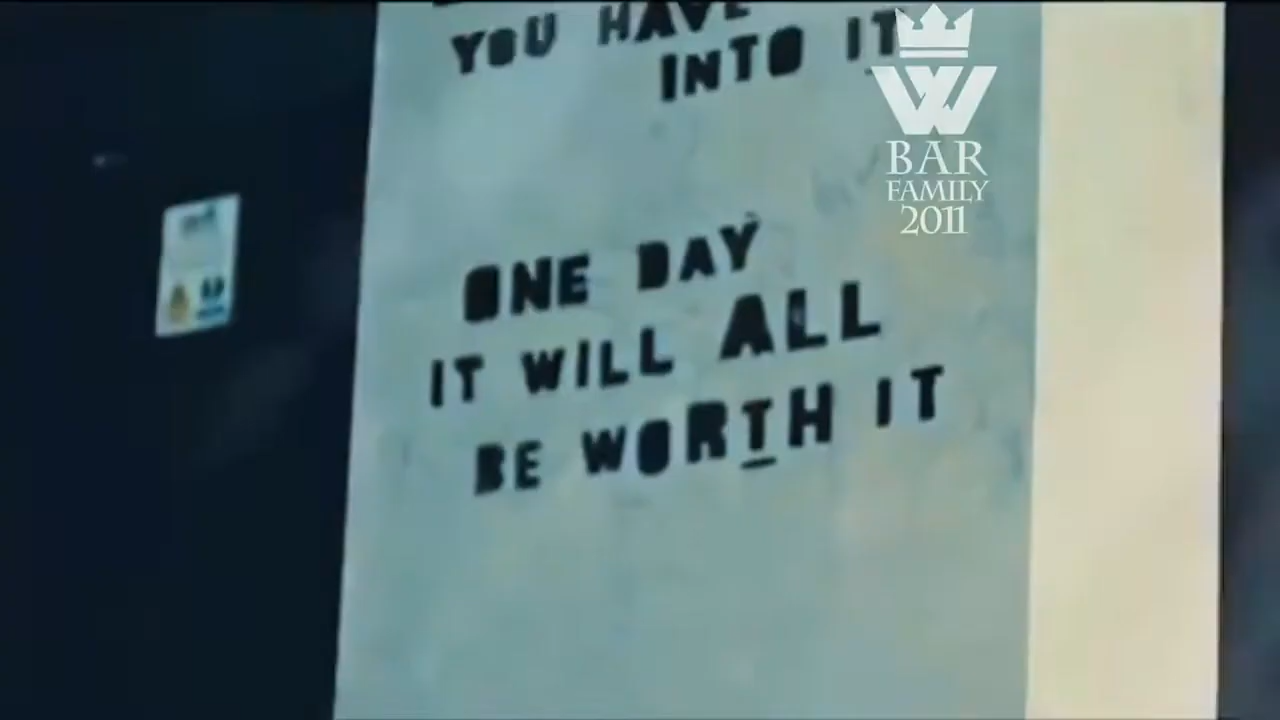 YOU HAVE
INTO IT
ONE DAY
IT WILL ALL
BE WORTH IT
W
BAR
FAMILY
2011